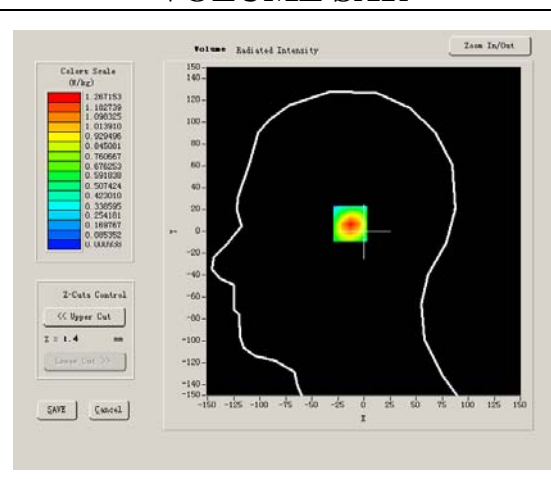 VOLUME SAR
Volume Radiated Intensity
Zoom In/Out
Colors Scale
(W/kg)
1.267153
1.182739
1.098325
1.013910
0.929496
0.845081
0.760667
0.676253
0.591838
0.507424
0.423010
0.338595
0.254181
0.169767
0.085352
0.000938
Z-Cuts Control
<< Upper Cut
Z = 1.4 mm
Lower Cut >>
SAVE
Cancel
150
140
120
100
80
60
40
20
0
-20
-40
-60
-80
-100
-120
-140
-150
Y
-150 -125 -100 -75 -50 -25 0 25 50 75 100 125 150
X